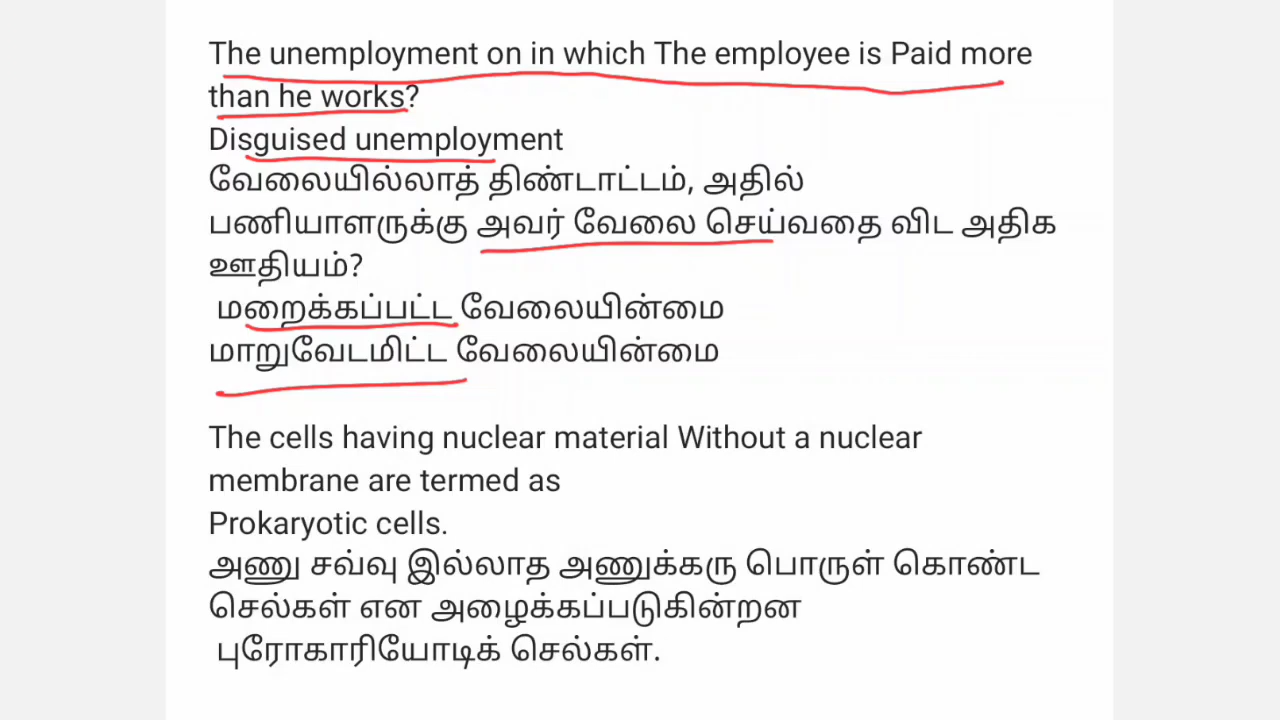 The unemployment on in which The employee is Paid more
than he works?
Disguised unemployment
வேலையில்லாத் திண்டாட்டம், அதில்
பணியாளருக்கு அவர் வேலை செய்வதை விட அதிக
ஊதியம்?
மறைக்கப்பட்ட வேலையின்மை
மாறுவேடமிட்ட வேலையின்மை
The cells having nuclear material Without a nuclear
membrane are termed as
Prokaryotic cells.
அணு சவ்வு இல்லாத அணுக்கரு பொருள் கொண்ட
செல்கள் என அழைக்கப்படுகின்றன
புரோகாரியோடிக் செல்கள்.